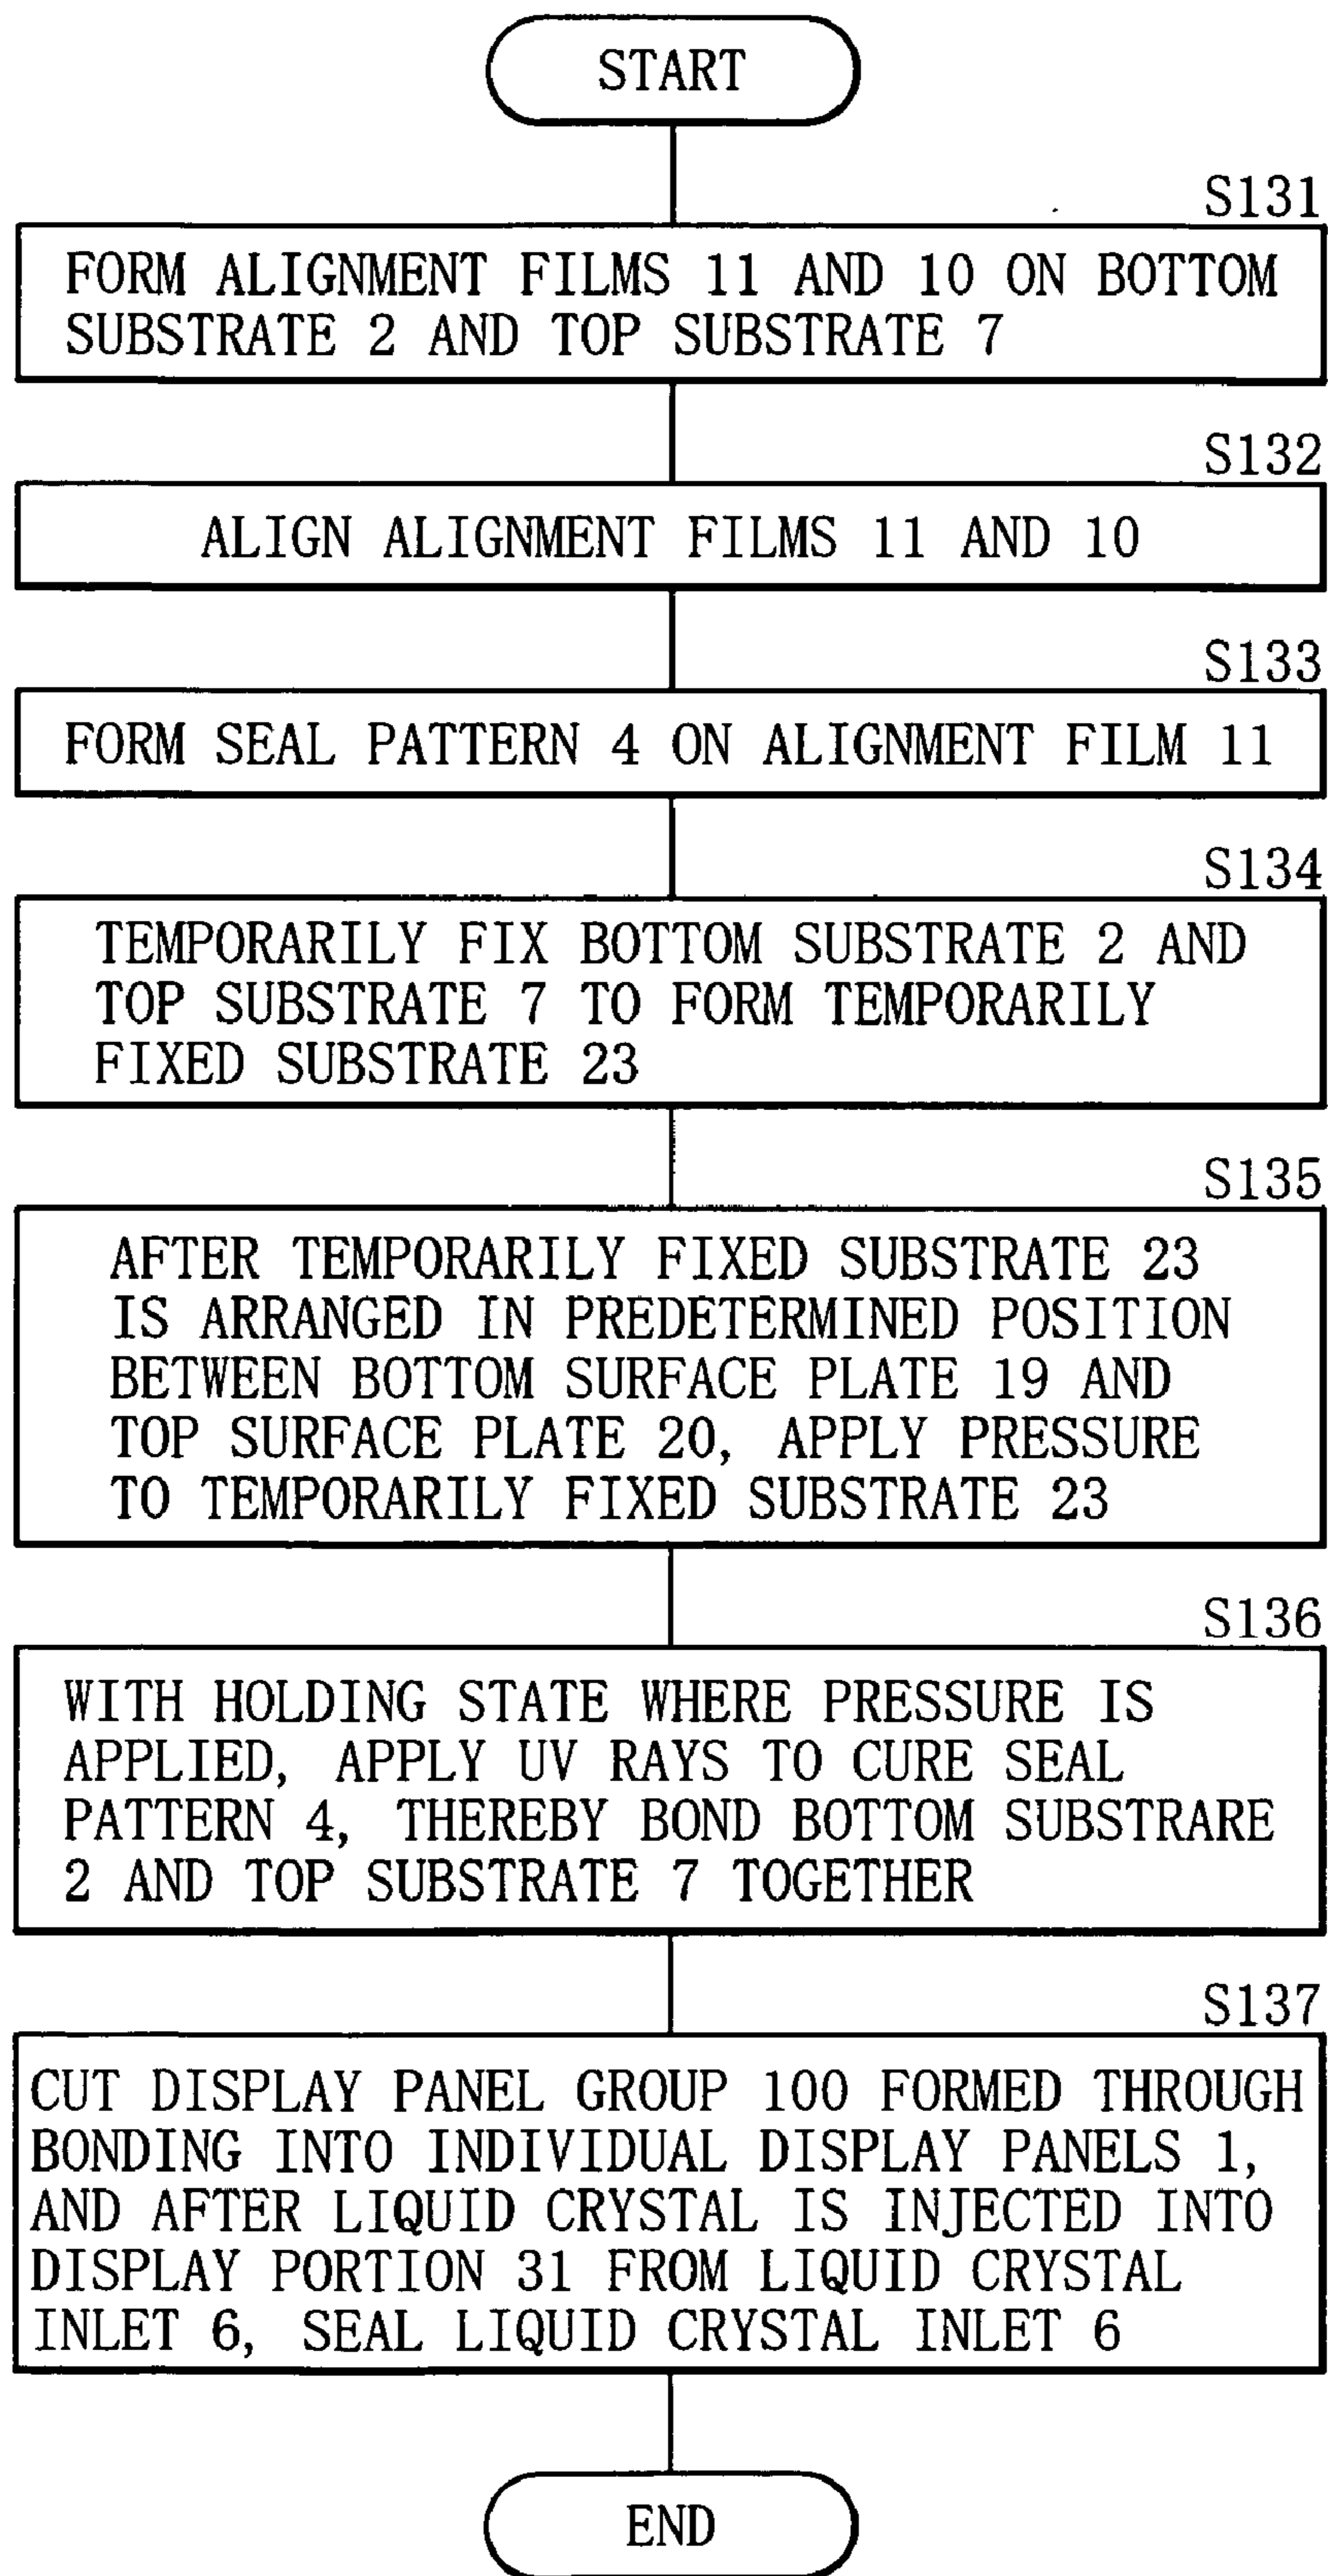 START
S131
FORM ALIGNMENT FILMS 11 AND 10 ON BOTTOM
SUBSTRATE 2 AND TOP SUBSTRATE 7
S132
ALIGN ALIGNMENT FILMS 11 AND 10
S133
FORM SEAL PATTERN 4 ON ALIGNMENT FILM 11
S134
TEMPORARILY FIX BOTTOM SUBSTRATE 2 AND
TOP SUBSTRATE 7 TO FORM TEMPORARILY
FIXED SUBSTRATE 23
S135
AFTER TEMPORARILY FIXED SUBSTRATE 23
IS ARRANGED IN PREDETERMINED POSITION
BETWEEN BOTTOM SURFACE PLATE 19 AND
TOP SURFACE PLATE 20, APPLY PRESSURE
TO TEMPORARILY FIXED SUBSTRATE 23
S136
WITH HOLDING STATE WHERE PRESSURE IS
APPLIED, APPLY UV RAYS TO CURE SEAL
PATTERN 4, THEREBY BOND BOTTOM SUBSTRARE
2 AND TOP SUBSTRATE 7 TOGETHER
S137
CUT DISPLAY PANEL GROUP 100 FORMED THROUGH
BONDING INTO INDIVIDUAL DISPLAY PANELS 1,
AND AFTER LIQUID CRYSTAL IS INJECTED INTO
DISPLAY PORTION 31 FROM LIQUID CRYSTAL
INLET 6, SEAL LIQUID CRYSTAL INLET 6
END